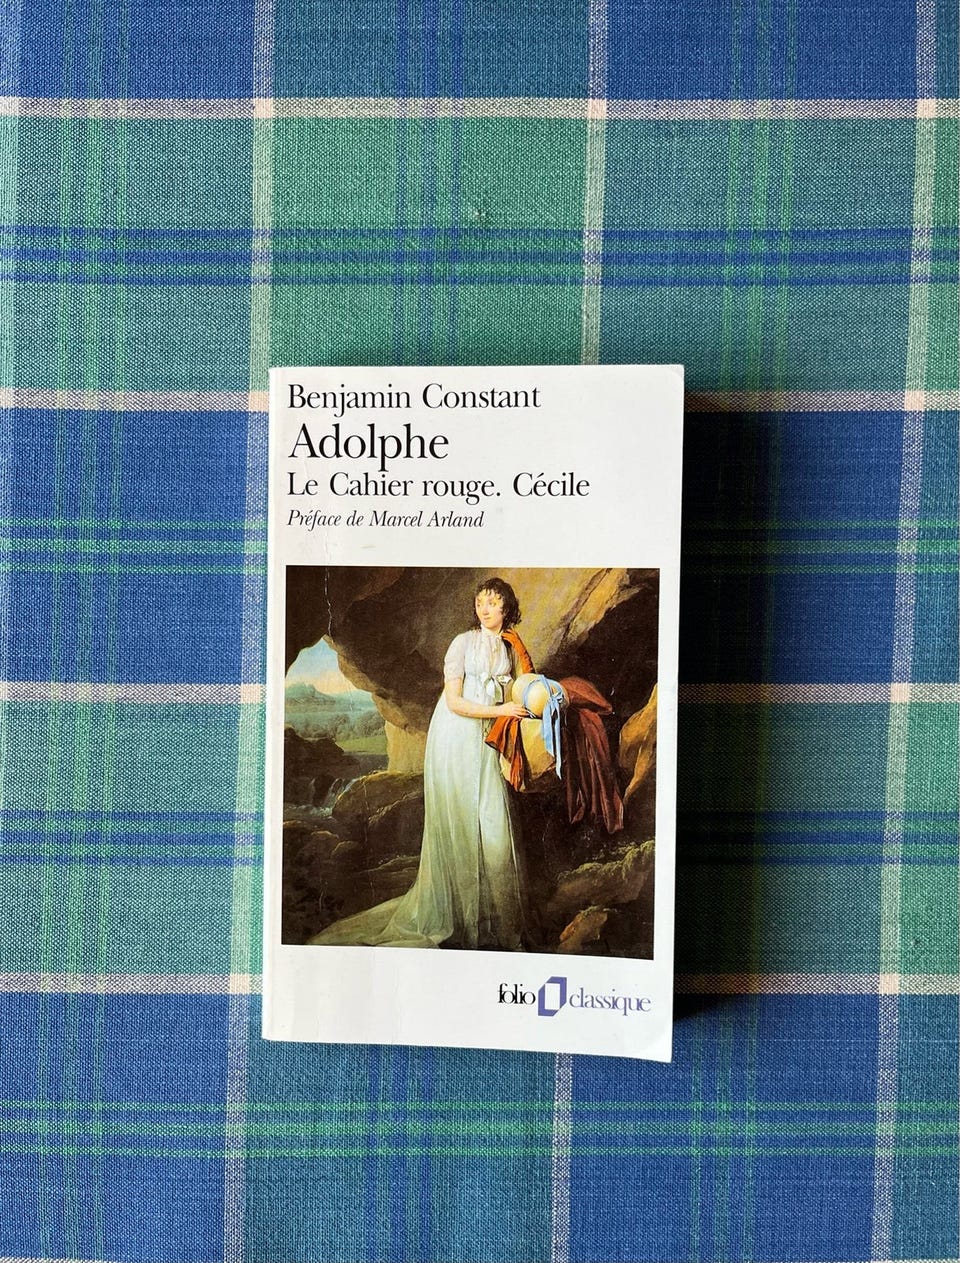 Benjamin Constant
Adolphe
Le Cahier rouge. Cécile
Préface de Marcel Arland
folio classique